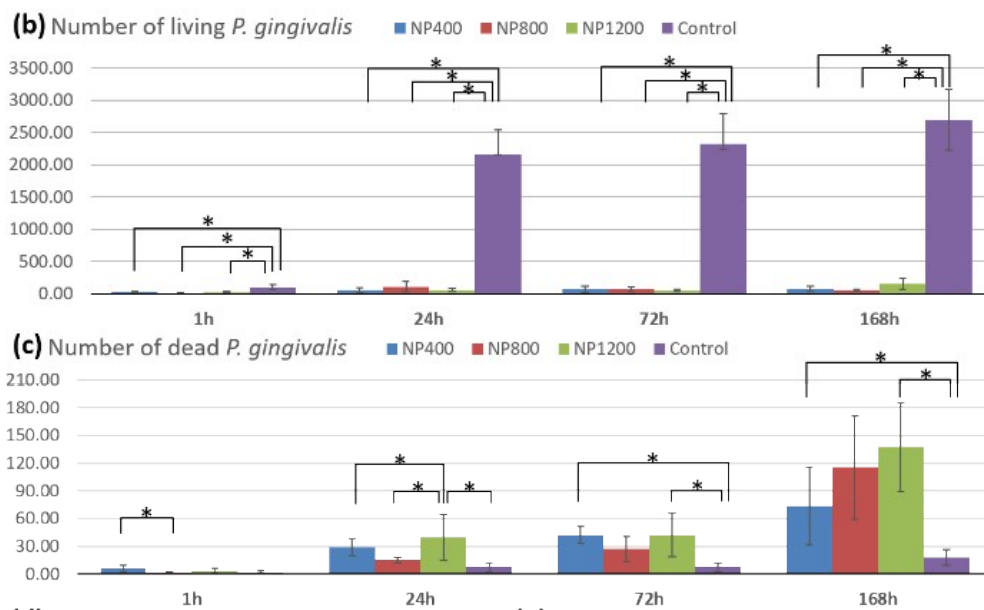 (b) Number of living P. gingivalis NP400 NP800 NP1200 Control
3500.00
3000.00
2500.00
2000.00
1500.00
1000.00
500.00
0.00
* * *
* * *
* * *
* * *
1h 24h 72h 168h
(c) Number of dead P. gingivalis NP400 NP800 NP1200 Control
210.00
180.00
150.00
120.00
90.00
60.00
30.00
0.00
*
* * *
* *
* *
1h 24h 72h 168h